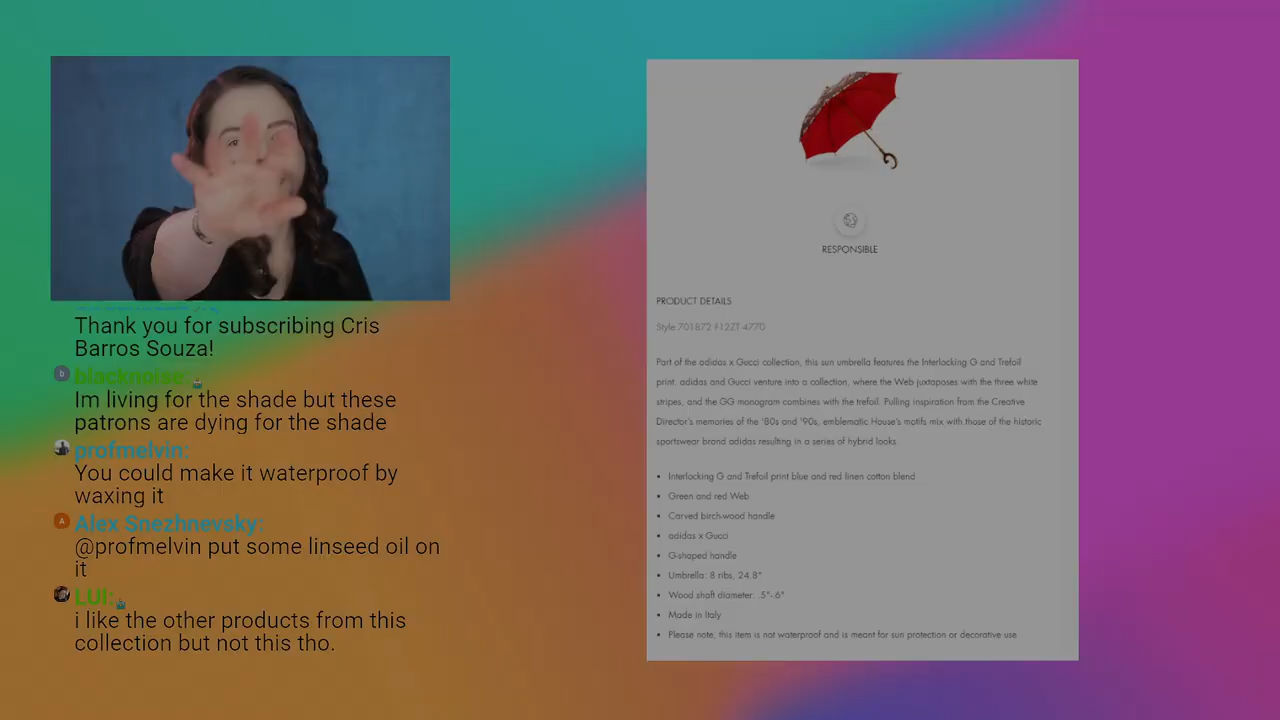 Thank you for subscribing Cris
Barros Souza!
blacknoise:
Im living for the shade but these
patrons are dying for the shade
profmelvin:
You could make it waterproof by
waxing it
Alex Snezhnevsky:
@profmelvin put some linseed oil on
it
LUI:
i like the other products from this
collection but not this tho.
RESPONSIBLE
PRODUCT DETAILS
Style 701872 F12ZT 4770
Part of the adidas x Gucci collection, this sun umbrella features the Interlocking G and Trefoil
print. adidas and Gucci venture into a collection, where the Web juxtaposes with the three white
stripes, and the GG monogram combines with the trefoil. Pulling inspiration from the Creative
Director's memories of the '80s and '90s, emblematic House's motifs mix with those of the historic
sportswear brand adidas resulting in a series of hybrid looks.
• Interlocking G and Trefoil print blue and red linen cotton blend
• Green and red Web
• Carved birch-wood handle
• adidas x Gucci
• G-shaped handle
• Umbrella: 8 ribs, 24.8"
• Wood shaft diameter: .5"-.6"
• Made in Italy
• Please note, this item is not waterproof and is meant for sun protection or decorative use